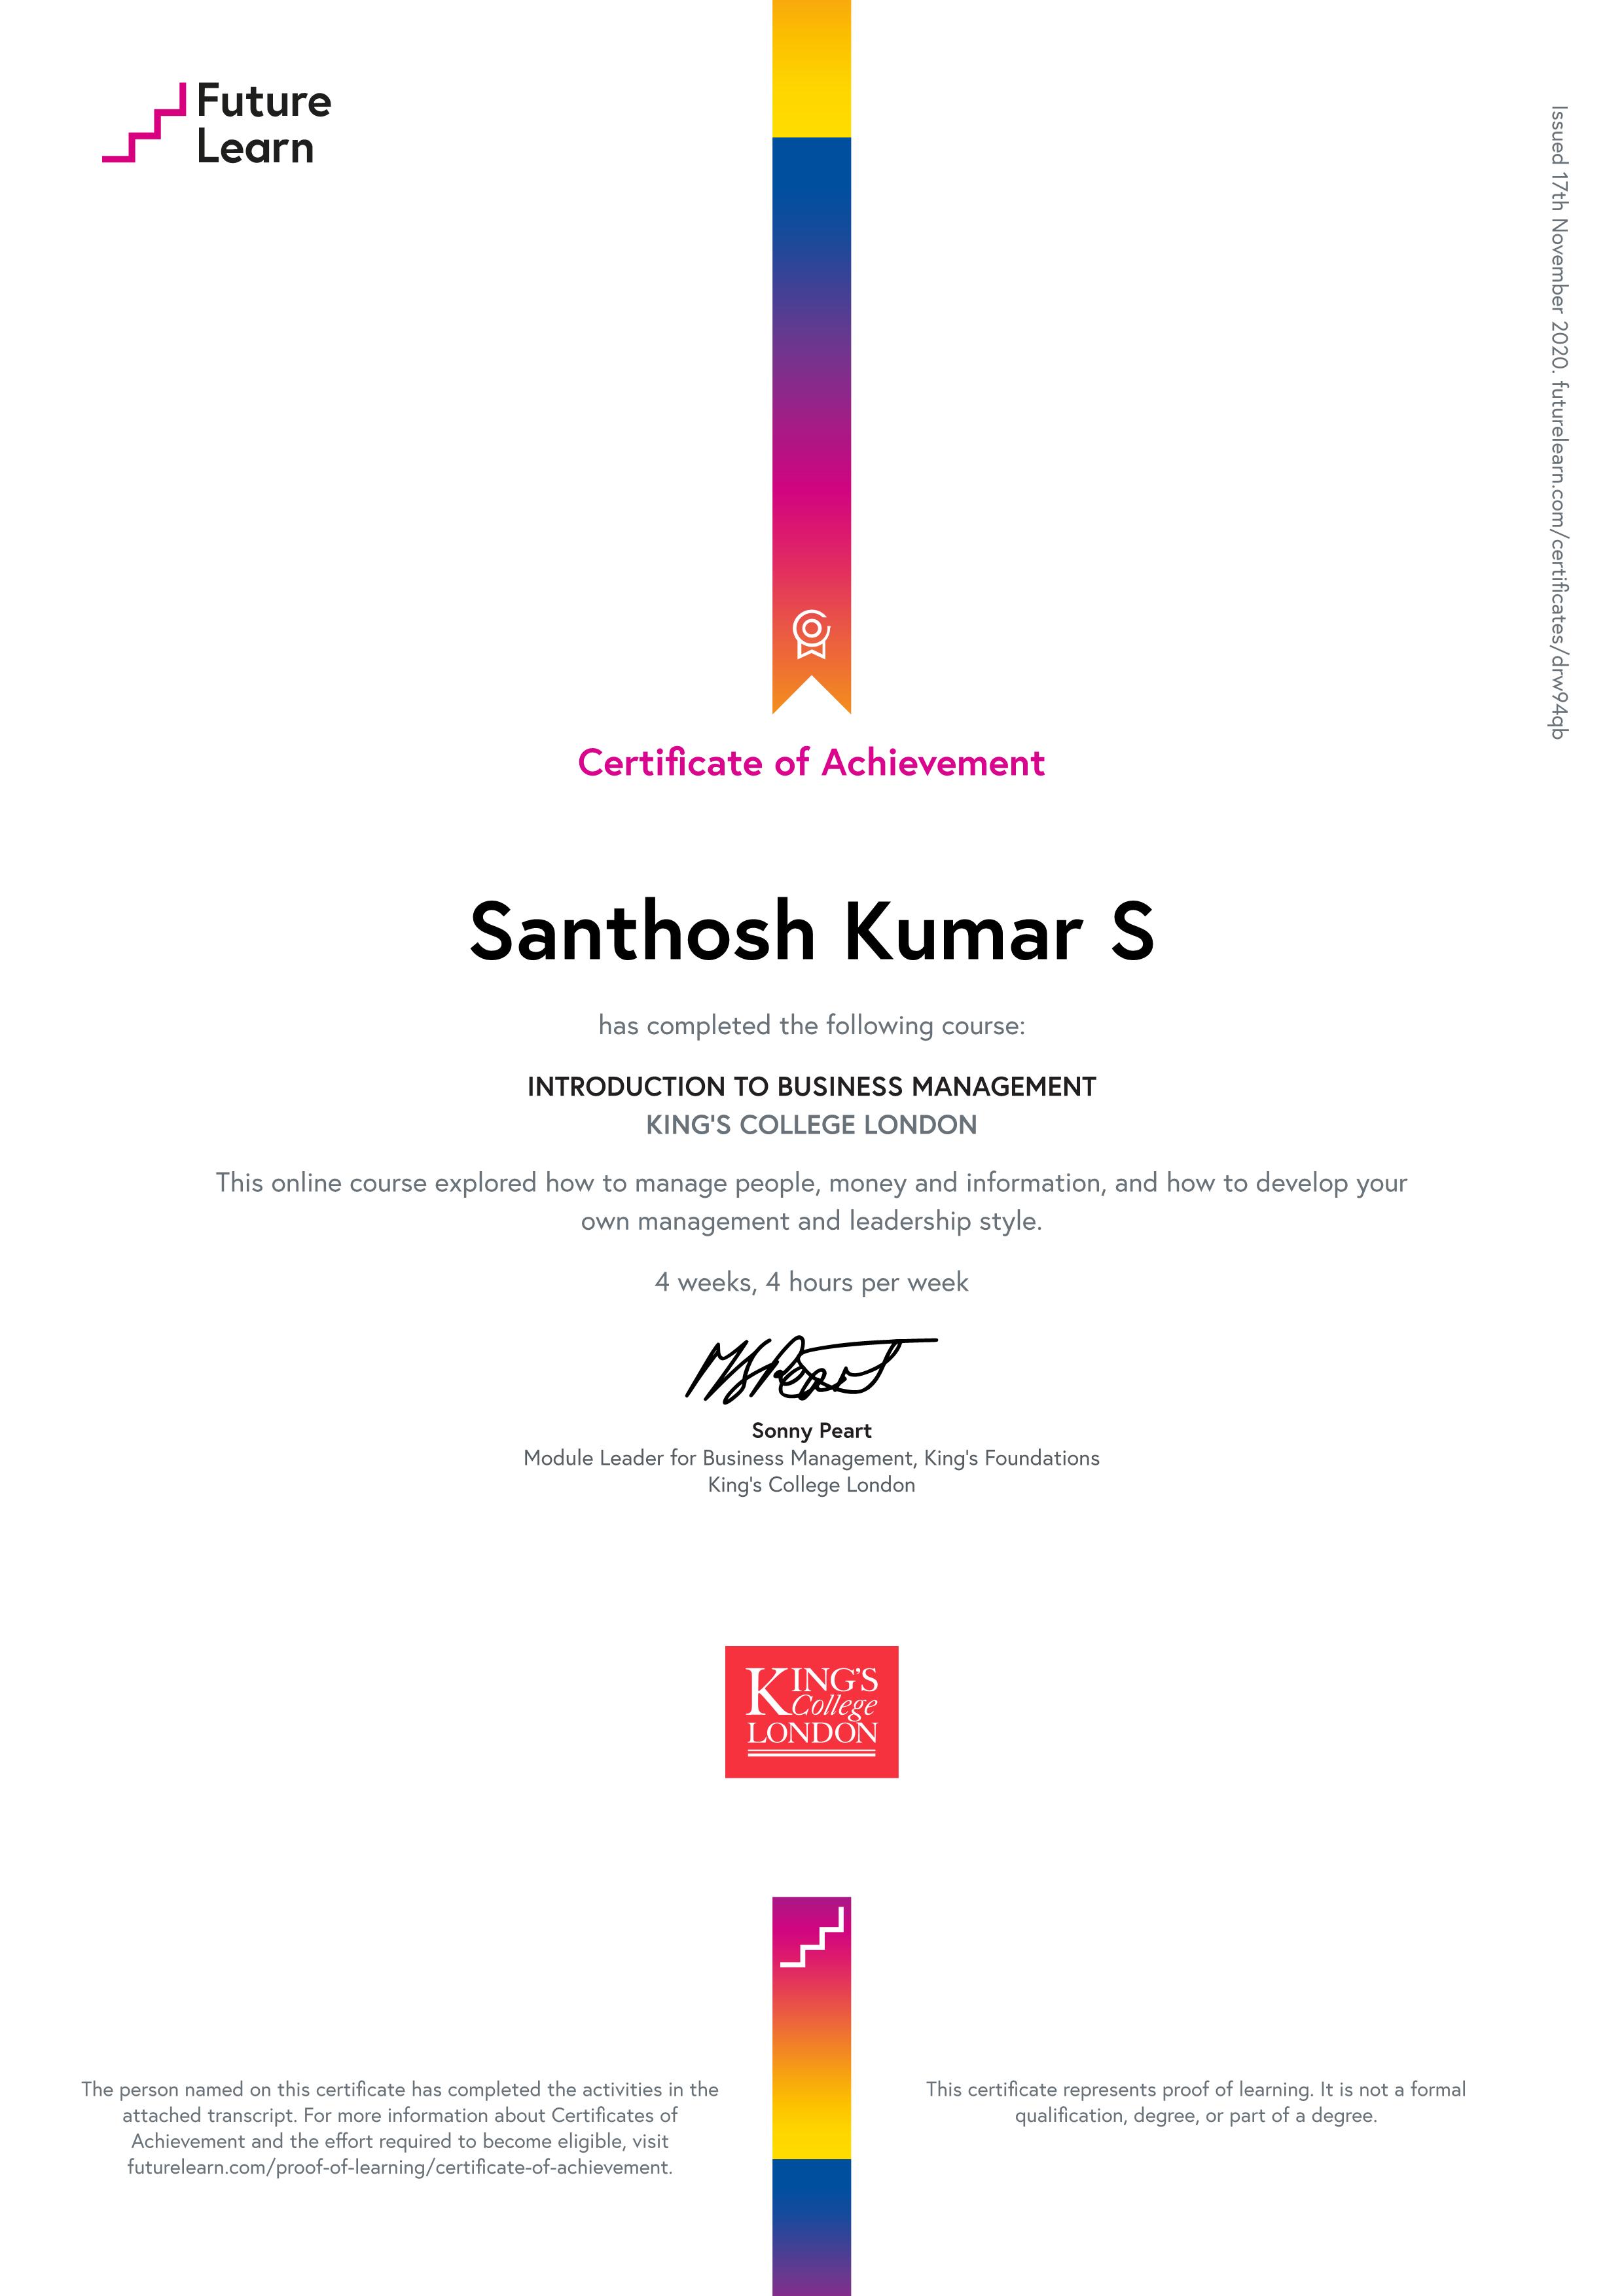 Future
Learn
Issued 17th November 2020. futurelearn.com/certificates/drw94qb
Certificate of Achievement
Santhosh Kumar S
has completed the following course:
INTRODUCTION TO BUSINESS MANAGEMENT
KING'S COLLEGE LONDON
This online course explored how to manage people, money and information, and how to develop your
own management and leadership style.
4 weeks, 4 hours per week
Sonny Peart
Module Leader for Business Management, King's Foundations
King's College London
KING'S
College
LONDON
The person named on this certificate has completed the activities in the
attached transcript. For more information about Certificates of
Achievement and the effort required to become eligible, visit
futurelearn.com/proof-of-learning/certificate-of-achievement.
This certificate represents proof of learning. It is not a formal
qualification, degree, or part of a degree.